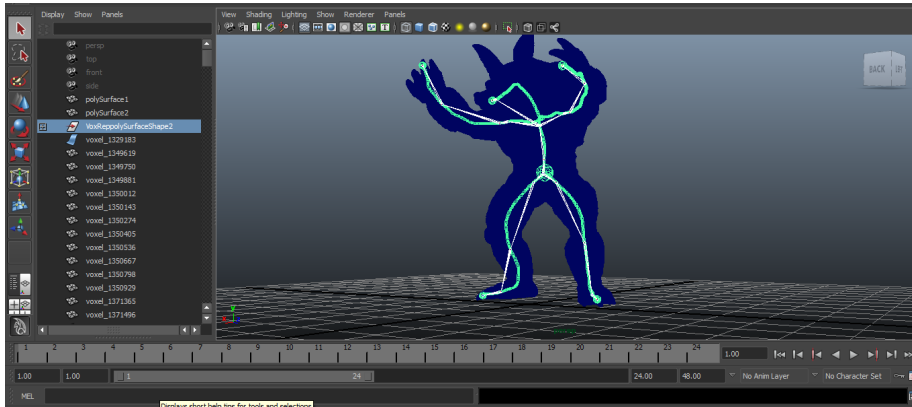 Display Show Panels
View Shading Lighting Show Renderer Panels
persp
top
front
side
polySurface1
polySurface2
VoxReppolySurfaceShape2
voxel_1329183
voxel_1349619
voxel_1349750
voxel_1349881
voxel_1350012
voxel_1350143
voxel_1350274
voxel_1350405
voxel_1350536
voxel_1350667
voxel_1350798
voxel_1350929
voxel_1371365
voxel_1371496
BACK
y
1 2 3 4 5 6 7 8 9 10 11 12 13 14 15 16 17 18 19 20 21 22 23 24 1.00
1.00 1.00 1 24 24.00 48.00 No Anim Layer No Character Set
MEL
Displays short help tips for tools and selections